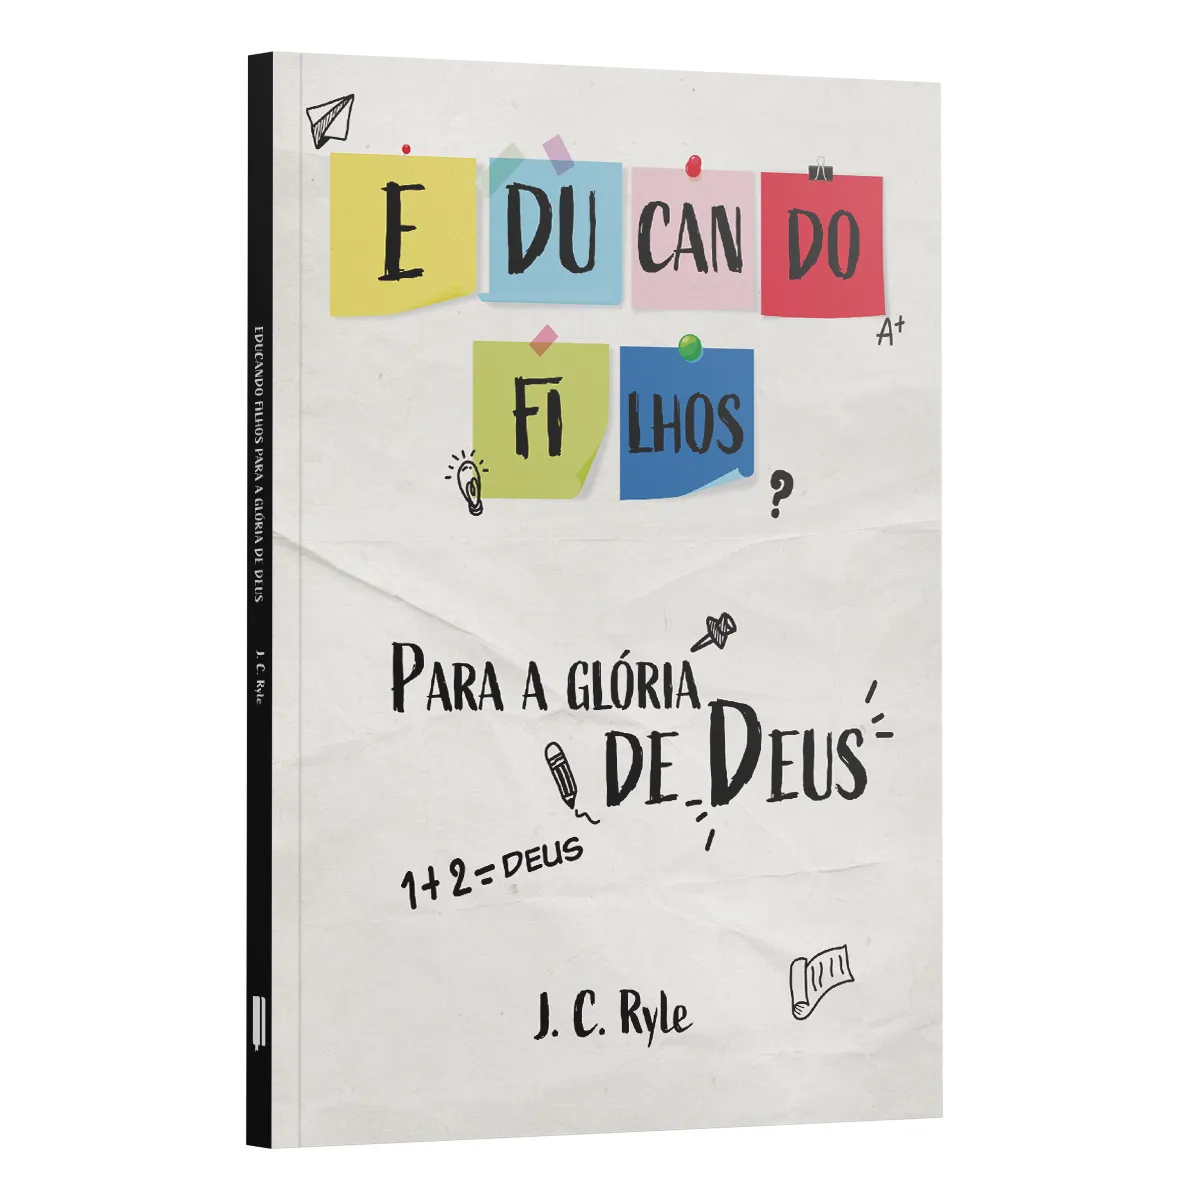 E DU CAN DO
A+
FI LHOS
?
PARA A GLÓRIA
DE DEUS
1+2=DEUS
J. C. Ryle
EDUCANDO FILHOS PARA A GLÓRIA DE DEUS J. C. Ryle